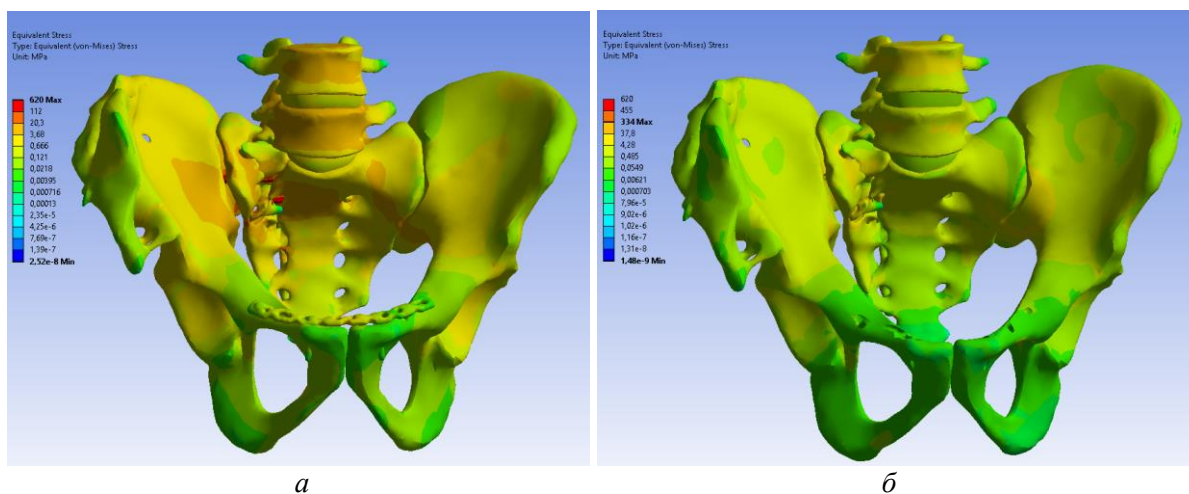 Equivalent Stress
Type: Equivalent (von-Mises) Stress
Unit: MPa
620 Max
112
20,3
3,68
0,666
0,121
0,0218
0,00395
0,000716
0,00013
2,35e-5
4,25e-6
7,69e-7
1,39e-7
2,52e-8 Min
Equivalent Stress
Type: Equivalent (von-Mises) Stress
Unit: MPa
620
455
334 Max
37,8
4,28
0,485
0,0549
0,00621
0,000703
7,96e-5
9,02e-6
1,02e-6
1,16e-7
1,31e-8
1,48e-9 Min
а
б